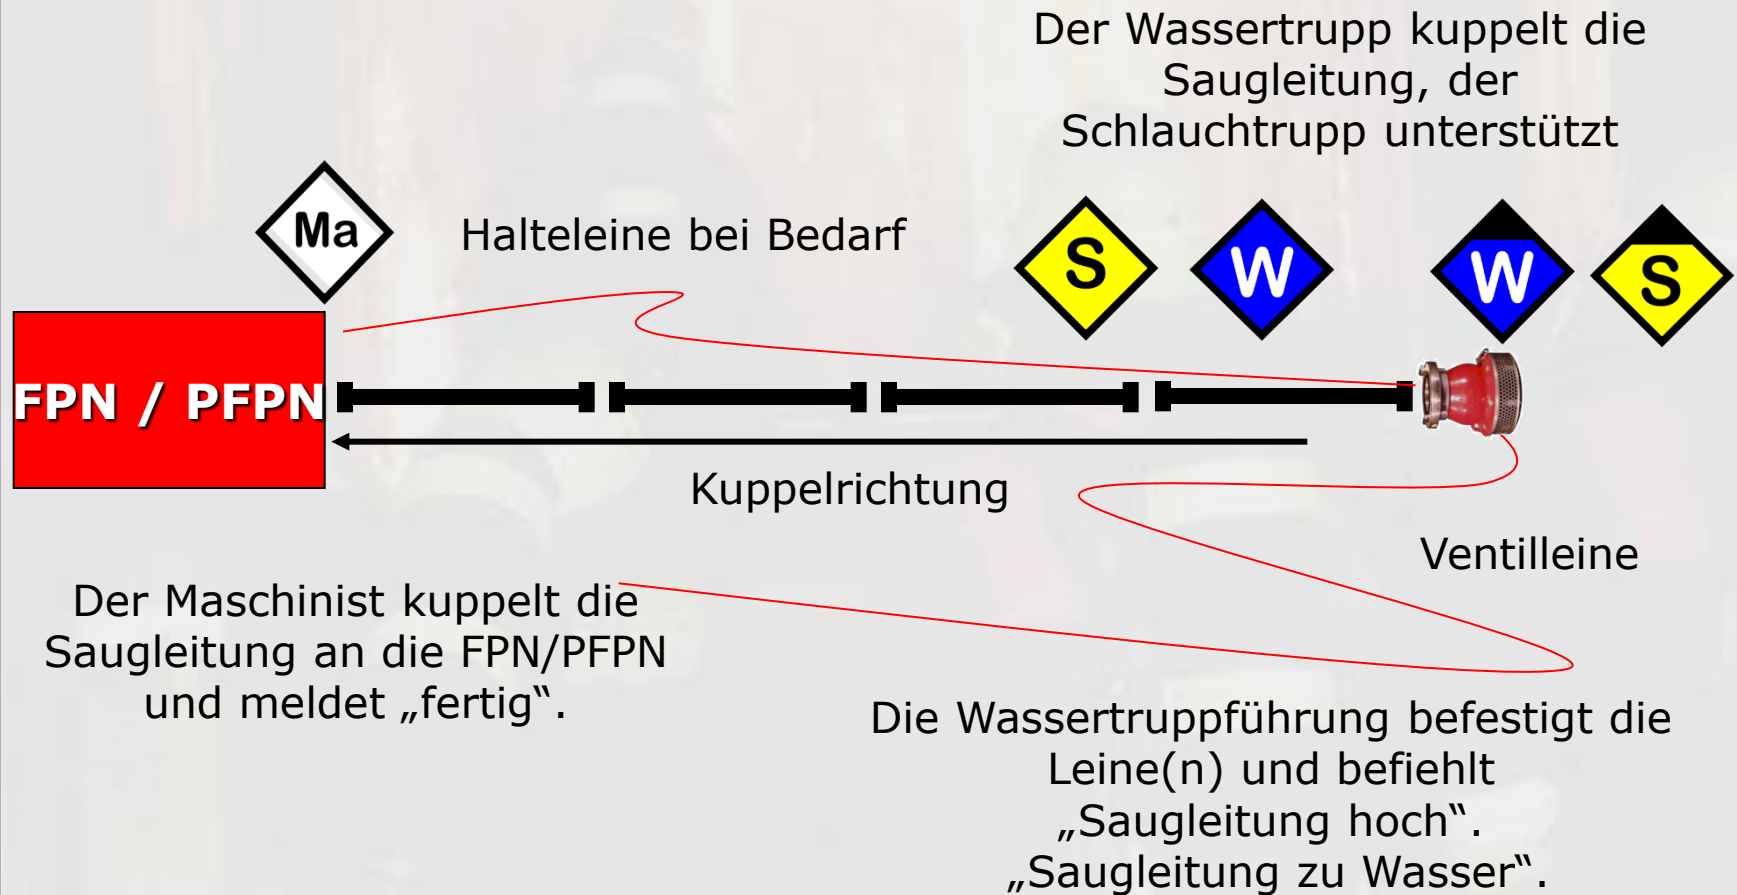 Der Wassertrupp kuppelt die
Saugleitung, der
Schlauchtrupp unterstützt
Ma
Halteleine bei Bedarf
S
W
W
S
FPN / PFPN
Kuppelrichtung
Ventilleine
Der Maschinist kuppelt die
Saugleitung an die FPN/PFPN
und meldet „fertig“.
Die Wassertruppführung befestigt die
Leine(n) und befiehlt
„Saugleitung hoch“.
„Saugleitung zu Wasser“.